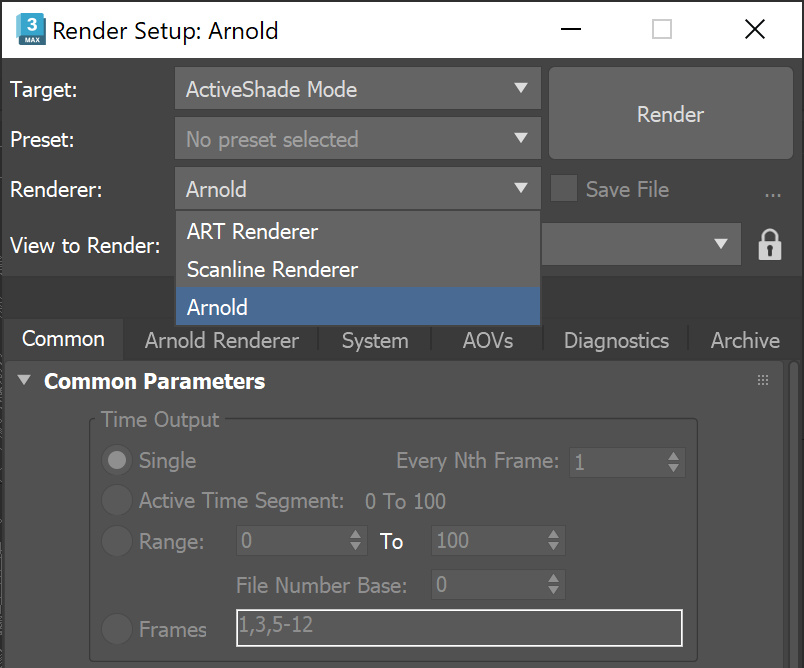 3
MAX
Render Setup: Arnold
Target:
ActiveShade Mode
Render
Preset:
No preset selected
Renderer:
Arnold
Save File
...
ART Renderer
View to Render:
Scanline Renderer
Arnold
Common
Arnold Renderer
System
AOVs
Diagnostics
Archive
Common Parameters
Time Output
Single
Every Nth Frame:
1
Active Time Segment:
0 To 100
Range:
0
To
100
File Number Base:
0
Frames
1,3,5-12